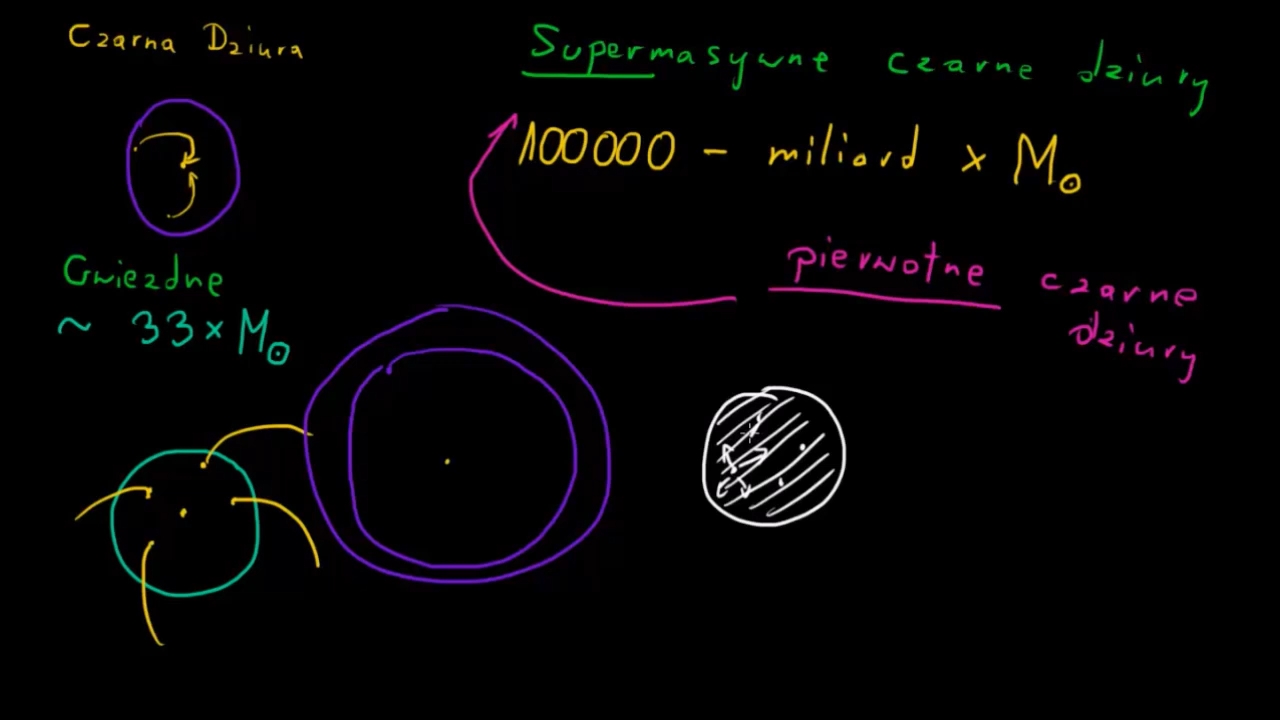 Czarna Dziura
Gwiezdne
~ 33 × M☉
Supermasywne czarne dziury
100000 - miliard × M☉
pierwotne czarne
dziury